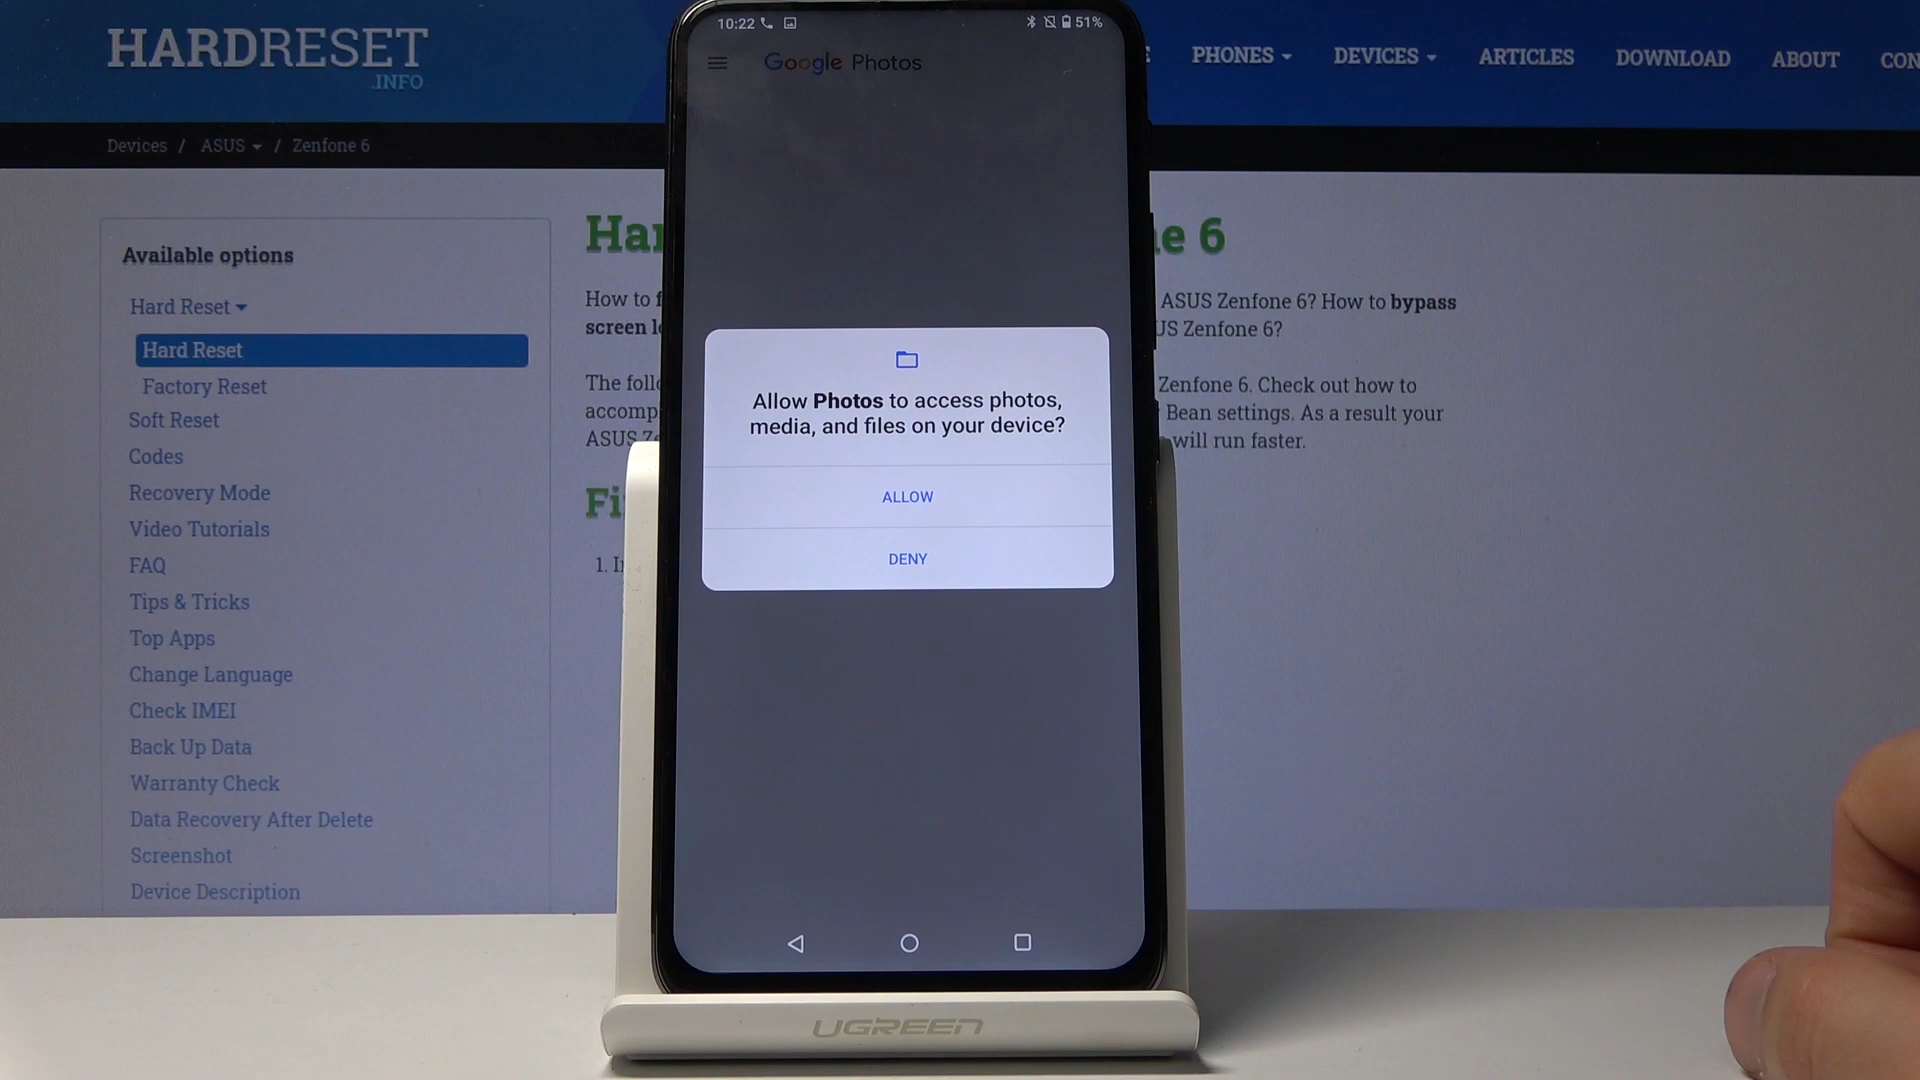 HARDRESET
.INFO
PHONES
DEVICES
ARTICLES
DOWNLOAD
ABOUT
Devices / ASUS / Zenfone 6
Available options
Hard Reset
Hard Reset
Factory Reset
Soft Reset
Codes
Recovery Mode
Video Tutorials
FAQ
Tips & Tricks
Top Apps
Change Language
Check IMEI
Back Up Data
Warranty Check
Data Recovery After Delete
Screenshot
Device Description
6
How to
ASUS Zenfone 6? How to bypass
screen
Zenfone 6?
The
Zenfone 6. Check out how to
Bean settings. As a result your
ASUS
will run faster.
1.
10:22
51%
Google Photos
Allow Photos to access photos,
media, and files on your device?
ALLOW
DENY
UGREEN